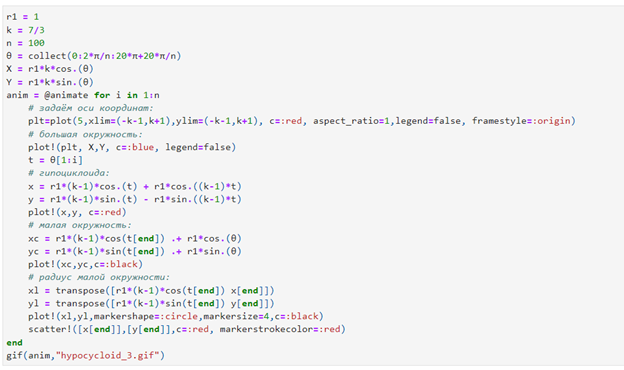 r1 = 1
k = 7/3
n = 100
θ = collect(0:2*π/n:20*π+20*π/n)
X = r1*k*cos.(θ)
Y = r1*k*sin.(θ)
anim = @animate for i in 1:n
# задаём оси координат:
plt=plot(5,xlim=(-k-1,k+1),ylim=(-k-1,k+1), c=:red, aspect_ratio=1,legend=false, framestyle=:origin)
# большая окружность:
plot!(plt, X,Y, c=:blue, legend=false)
t = θ[1:i]
# гипоциклоида:
x = r1*(k-1)*cos.(t) + r1*cos.((k-1)*t)
y = r1*(k-1)*sin.(t) - r1*sin.((k-1)*t)
plot!(x,y, c=:red)
# малая окружность:
xc = r1*(k-1)*cos(t[end]) .+ r1*cos.(θ)
yc = r1*(k-1)*sin(t[end]) .+ r1*sin.(θ)
plot!(xc,yc,c=:black)
# радиус малой окружности:
xl = transpose([r1*(k-1)*cos(t[end]) x[end]])
yl = transpose([r1*(k-1)*sin(t[end]) y[end]])
plot!(xl,yl,markershape=:circle,markersize=4,c=:black)
scatter!([x[end]],[y[end]],c=:red, markerstrokecolor=:red)
end
gif(anim,"hypocycloid_3.gif")